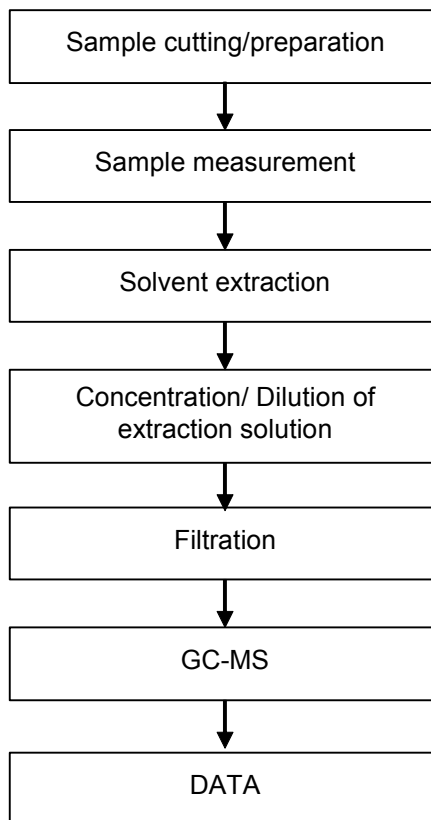 Sample cutting/preparation
Sample measurement
Solvent extraction
Concentration/ Dilution of
extraction solution
Filtration
GC-MS
DATA